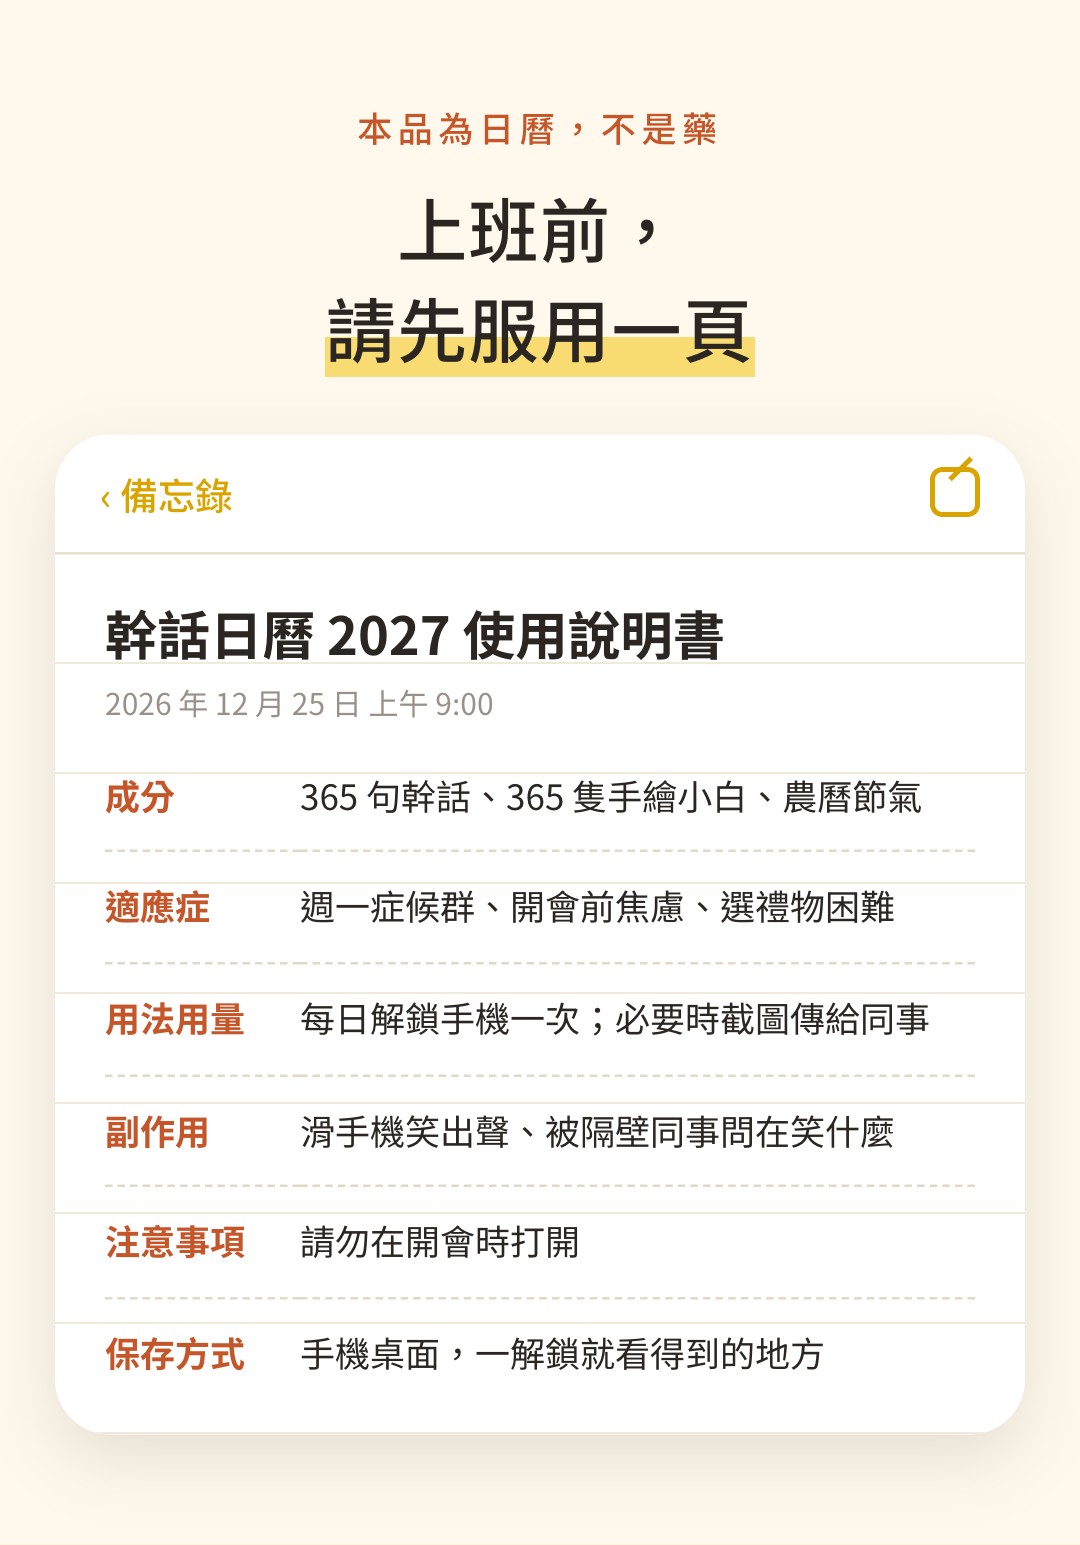 本品為日曆，不是藥
上班前，
請先服用一頁
‹ 備忘錄
幹話日曆 2027 使用說明書
2026 年 12 月 25 日 上午 9:00
成分 365 句幹話、365 隻手繪小白、農曆節氣
適應症 週一症候群、開會前焦慮、選禮物困難
用法用量 每日解鎖手機一次；必要時截圖傳給同事
副作用 滑手機笑出聲、被隔壁同事問在笑什麼
注意事項 請勿在開會時打開
保存方式 手機桌面，一解鎖就看得到的地方